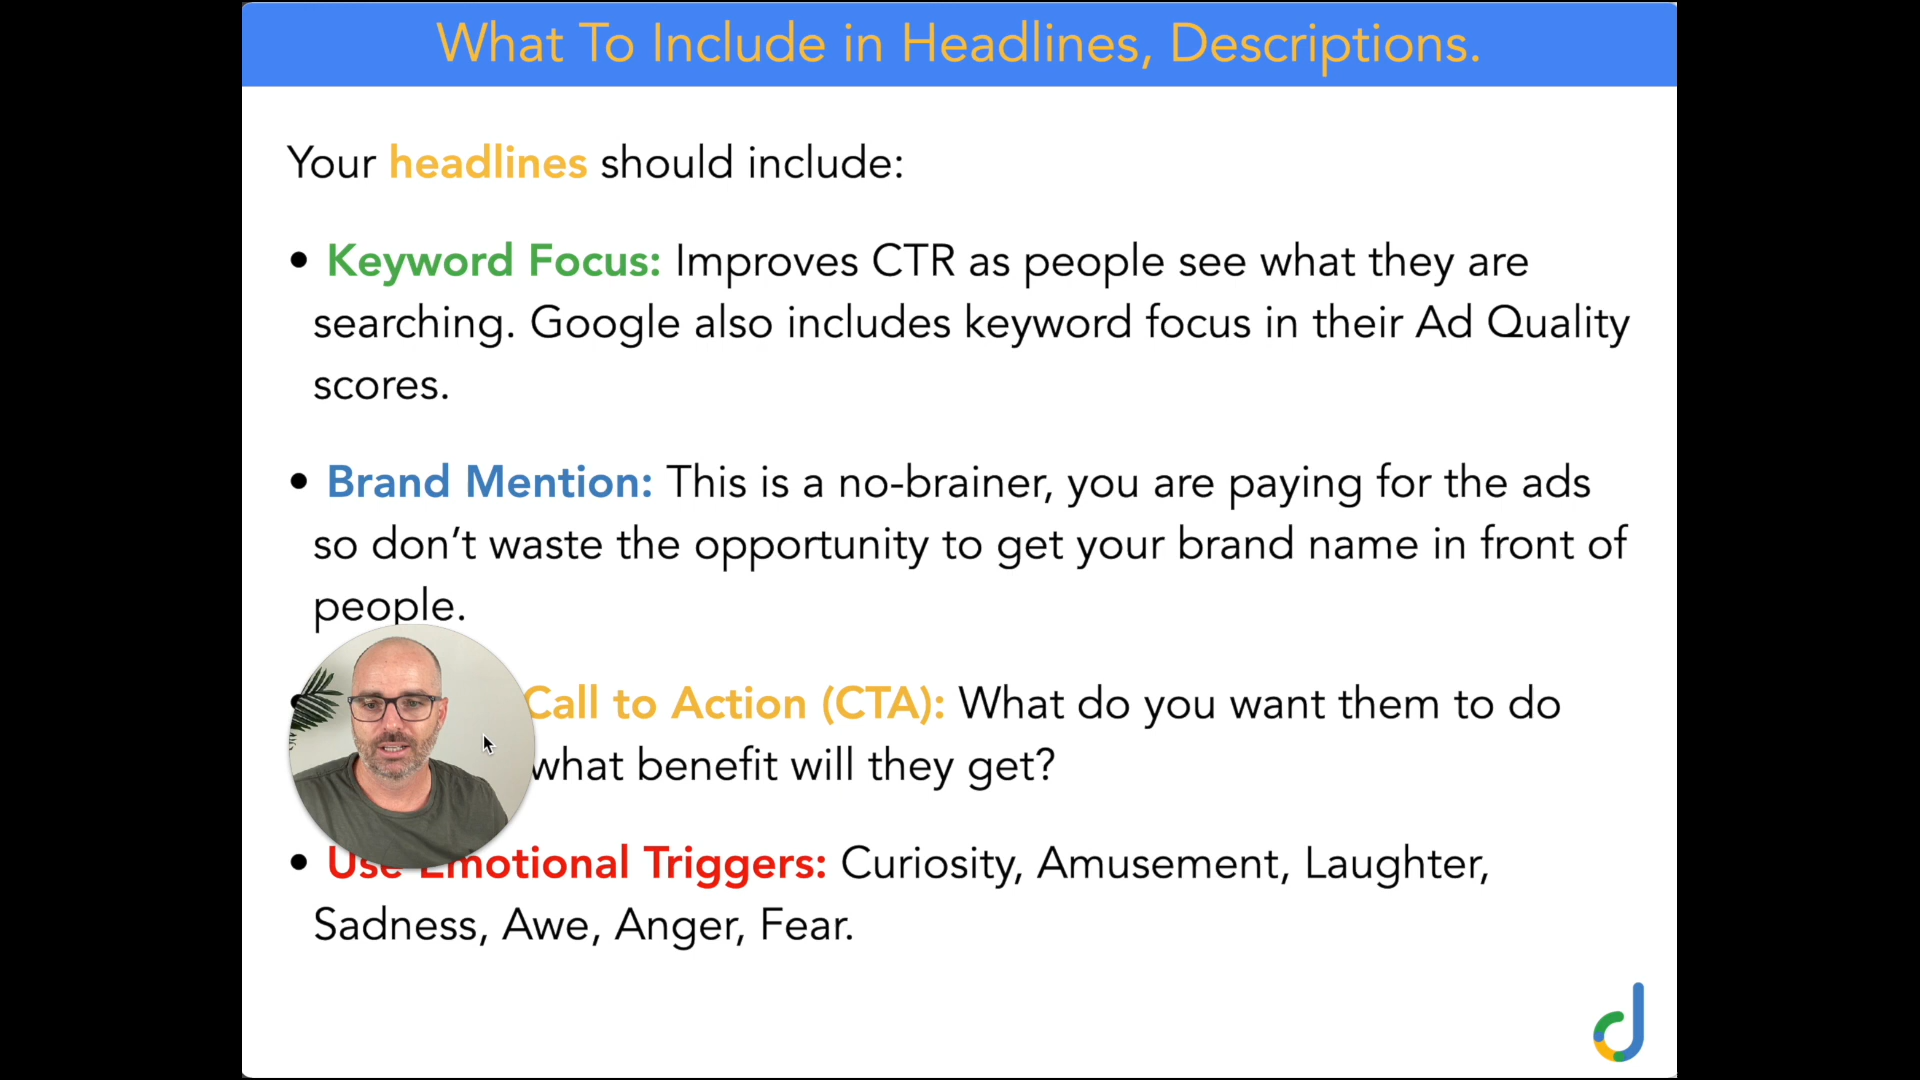 What To Include in Headlines, Descriptions.
Your headlines should include:
• Keyword Focus: Improves CTR as people see what they are
searching. Google also includes keyword focus in their Ad Quality
scores.
• Brand Mention: This is a no-brainer, you are paying for the ads
so don’t waste the opportunity to get your brand name in front of
people.
Call to Action (CTA): What do you want them to do
what benefit will they get?
• Use Emotional Triggers: Curiosity, Amusement, Laughter,
Sadness, Awe, Anger, Fear.